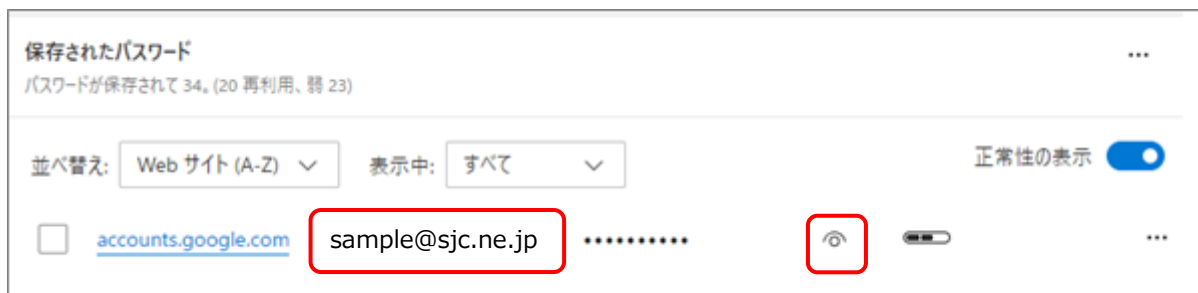 保存されたパスワード
パスワードが保存されて 34。(20 再利用、弱 23)
並べ替え: Web サイト (A-Z) 表示中: すべて 正常性の表示
accounts.google.com sample@sjc.ne.jp ••••••••••